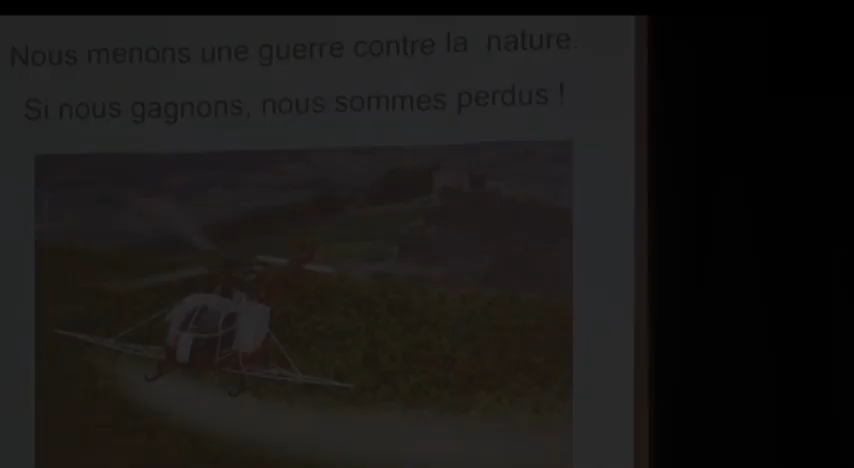 Nous menons une guerre contre la nature.
Si nous gagnons, nous sommes perdus !